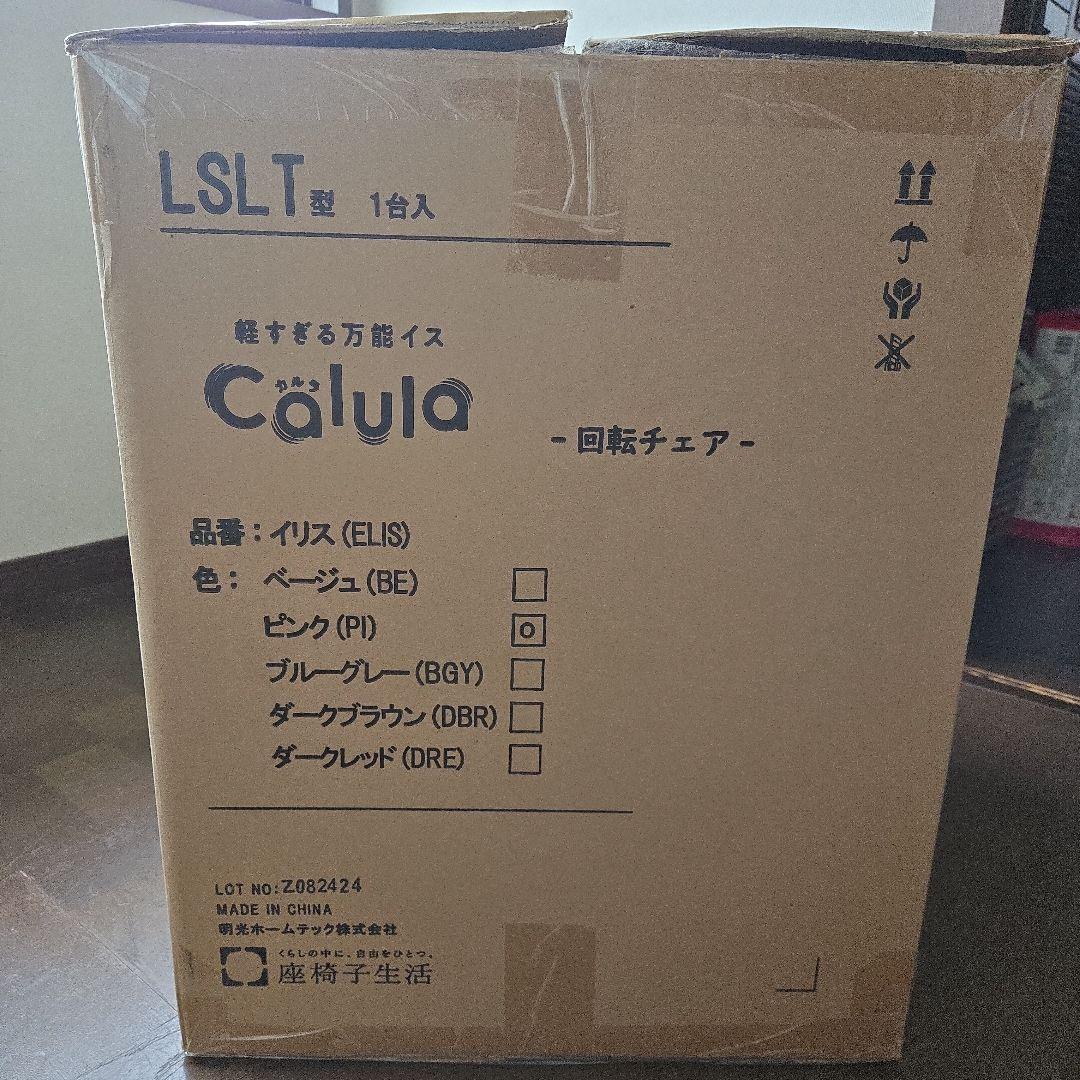 LSLT型 1台入
軽すぎる万能イス
カルラ
Calula
-回転チェア-
品番：イリス(ELIS)
色： ベージュ(BE)
ピンク(PI) o
ブルーグレー(BGY)
ダークブラウン(DBR)
ダークレッド(DRE)
LOT NO:Z082424
MADE IN CHINA
明光ホームテック株式会社
くらしの中に、自由をひとつ。
座椅子生活